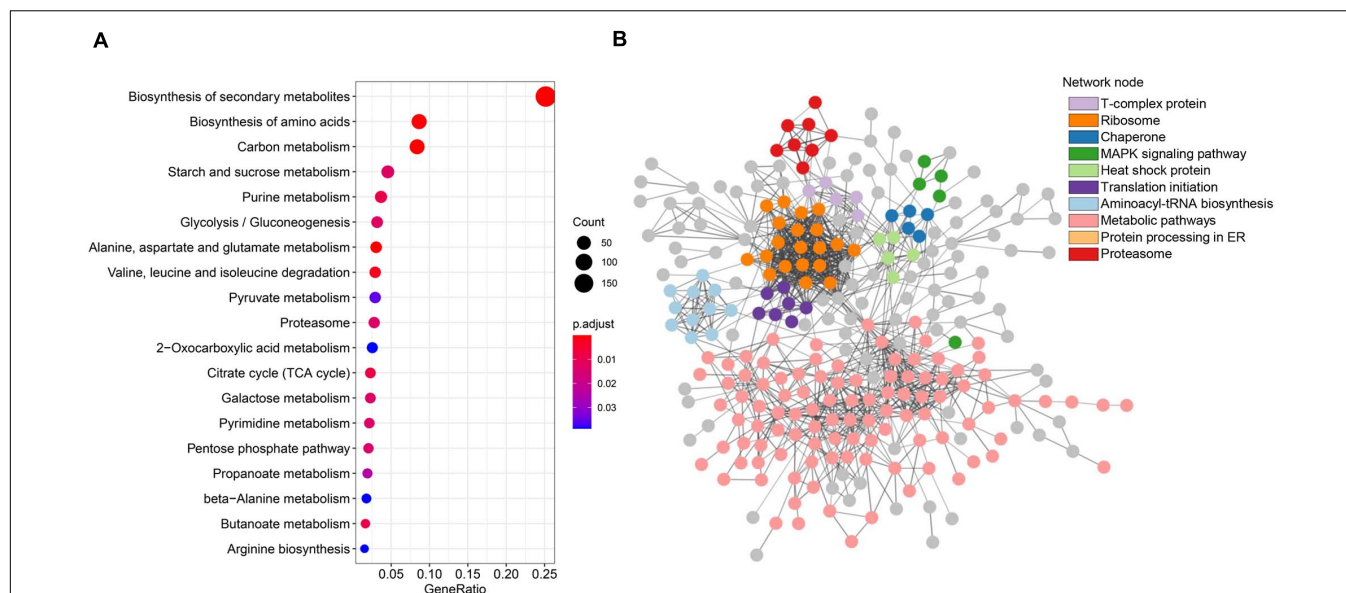 A
Biosynthesis of secondary metabolites
Biosynthesis of amino acids
Carbon metabolism
Starch and sucrose metabolism
Purine metabolism
Glycolysis / Gluconeogenesis
Alanine, aspartate and glutamate metabolism
Valine, leucine and isoleucine degradation
Pyruvate metabolism
Proteasome
2−Oxocarboxylic acid metabolism
Citrate cycle (TCA cycle)
Galactose metabolism
Pyrimidine metabolism
Pentose phosphate pathway
Propanoate metabolism
beta−Alanine metabolism
Butanoate metabolism
Arginine biosynthesis
0.05 0.10 0.15 0.20 0.25
GeneRatio
Count
50
100
150
p.adjust
0.01
0.02
0.03
B
Network node
T-complex protein
Ribosome
Chaperone
MAPK signaling pathway
Heat shock protein
Translation initiation
Aminoacyl-tRNA biosynthesis
Metabolic pathways
Protein processing in ER
Proteasome